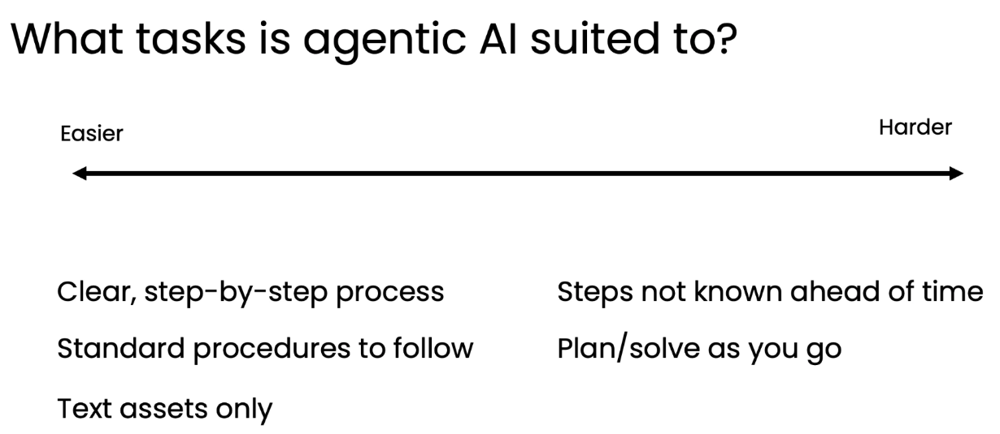 What tasks is agentic AI suited to?
Easier
Harder
Clear, step-by-step process
Steps not known ahead of time
Standard procedures to follow
Plan/solve as you go
Text assets only